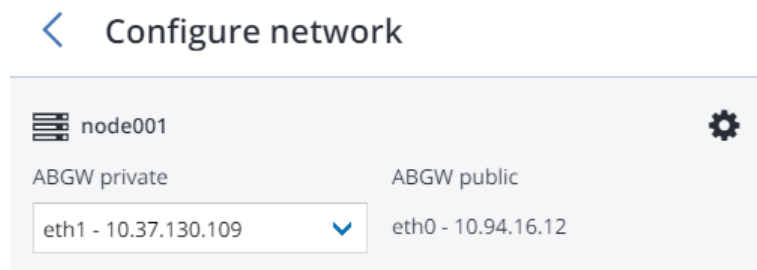 Configure network
node001
ABGW private
ABGW public
eth1 - 10.37.130.109
eth0 - 10.94.16.12